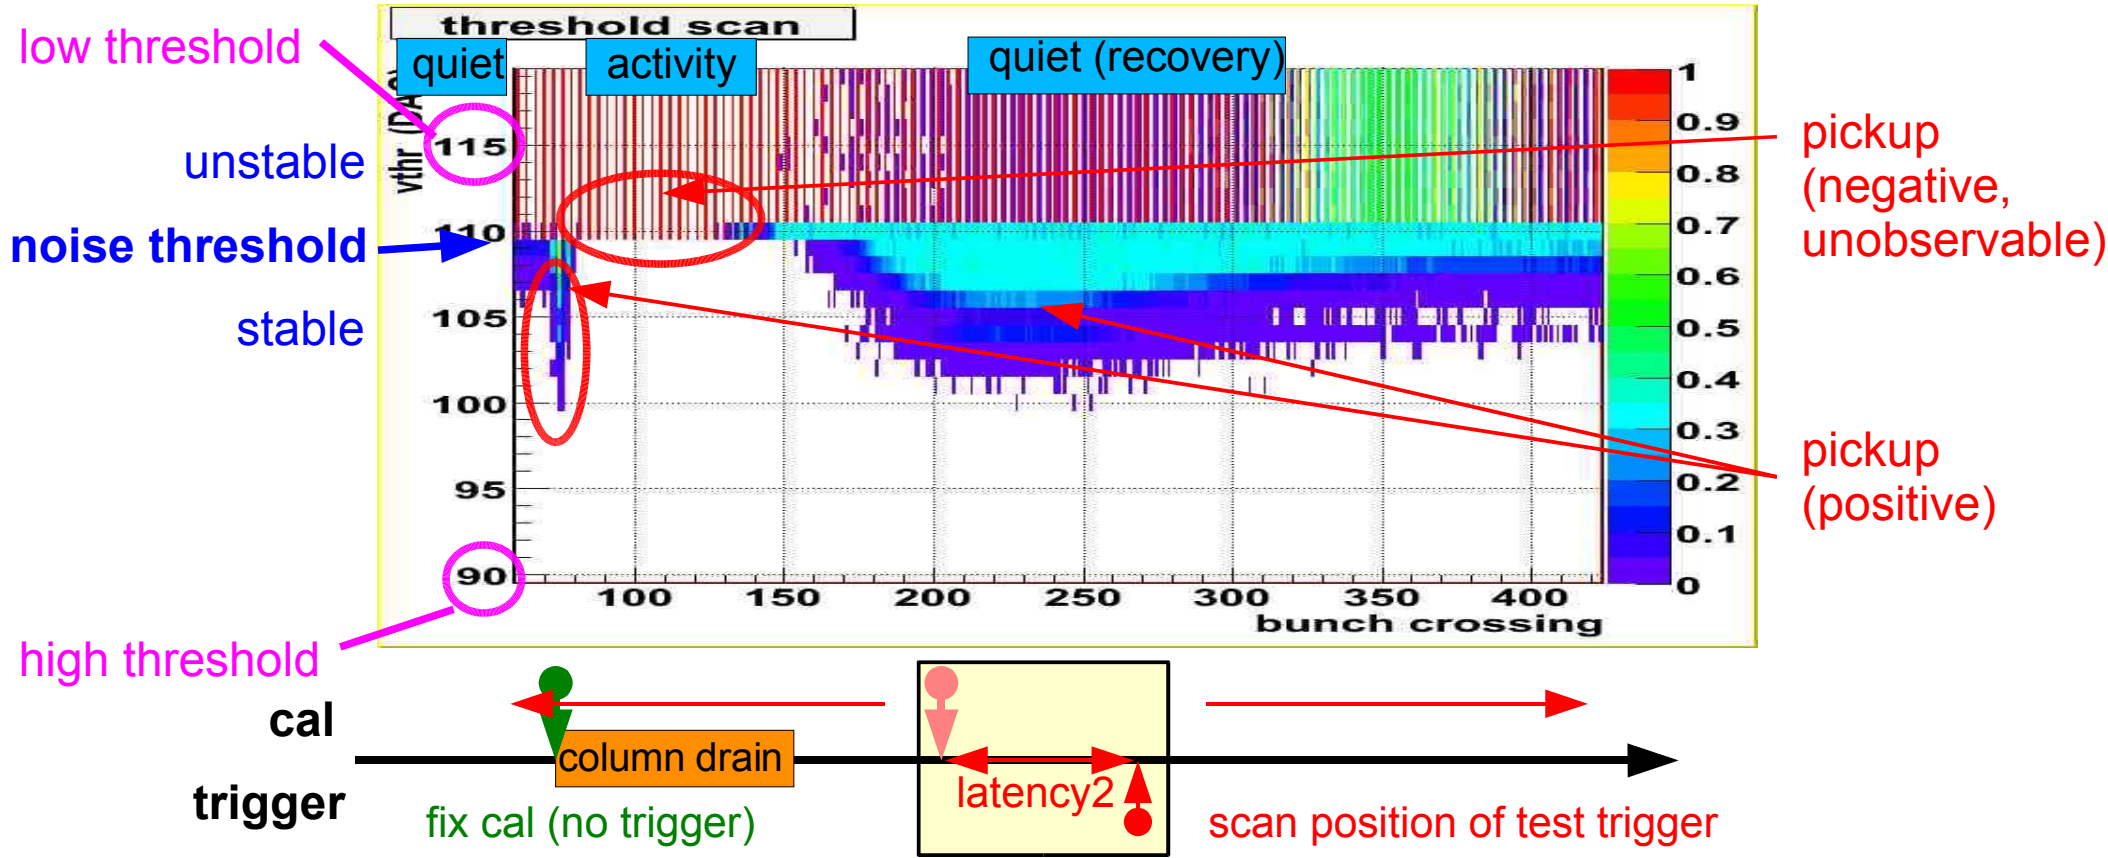 threshold scan
low threshold
quiet
activity
quiet (recovery)
vthr (DA
115
110
105
100
95
90
unstable
noise threshold
stable
high threshold
1
0.9
0.8
0.7
0.6
0.5
0.4
0.3
0.2
0.1
0
pickup
(negative,
unobservable)
pickup
(positive)
100 150 200 250 300 350 400
bunch crossing
cal
column drain
trigger
latency2
fix cal (no trigger)
scan position of test trigger